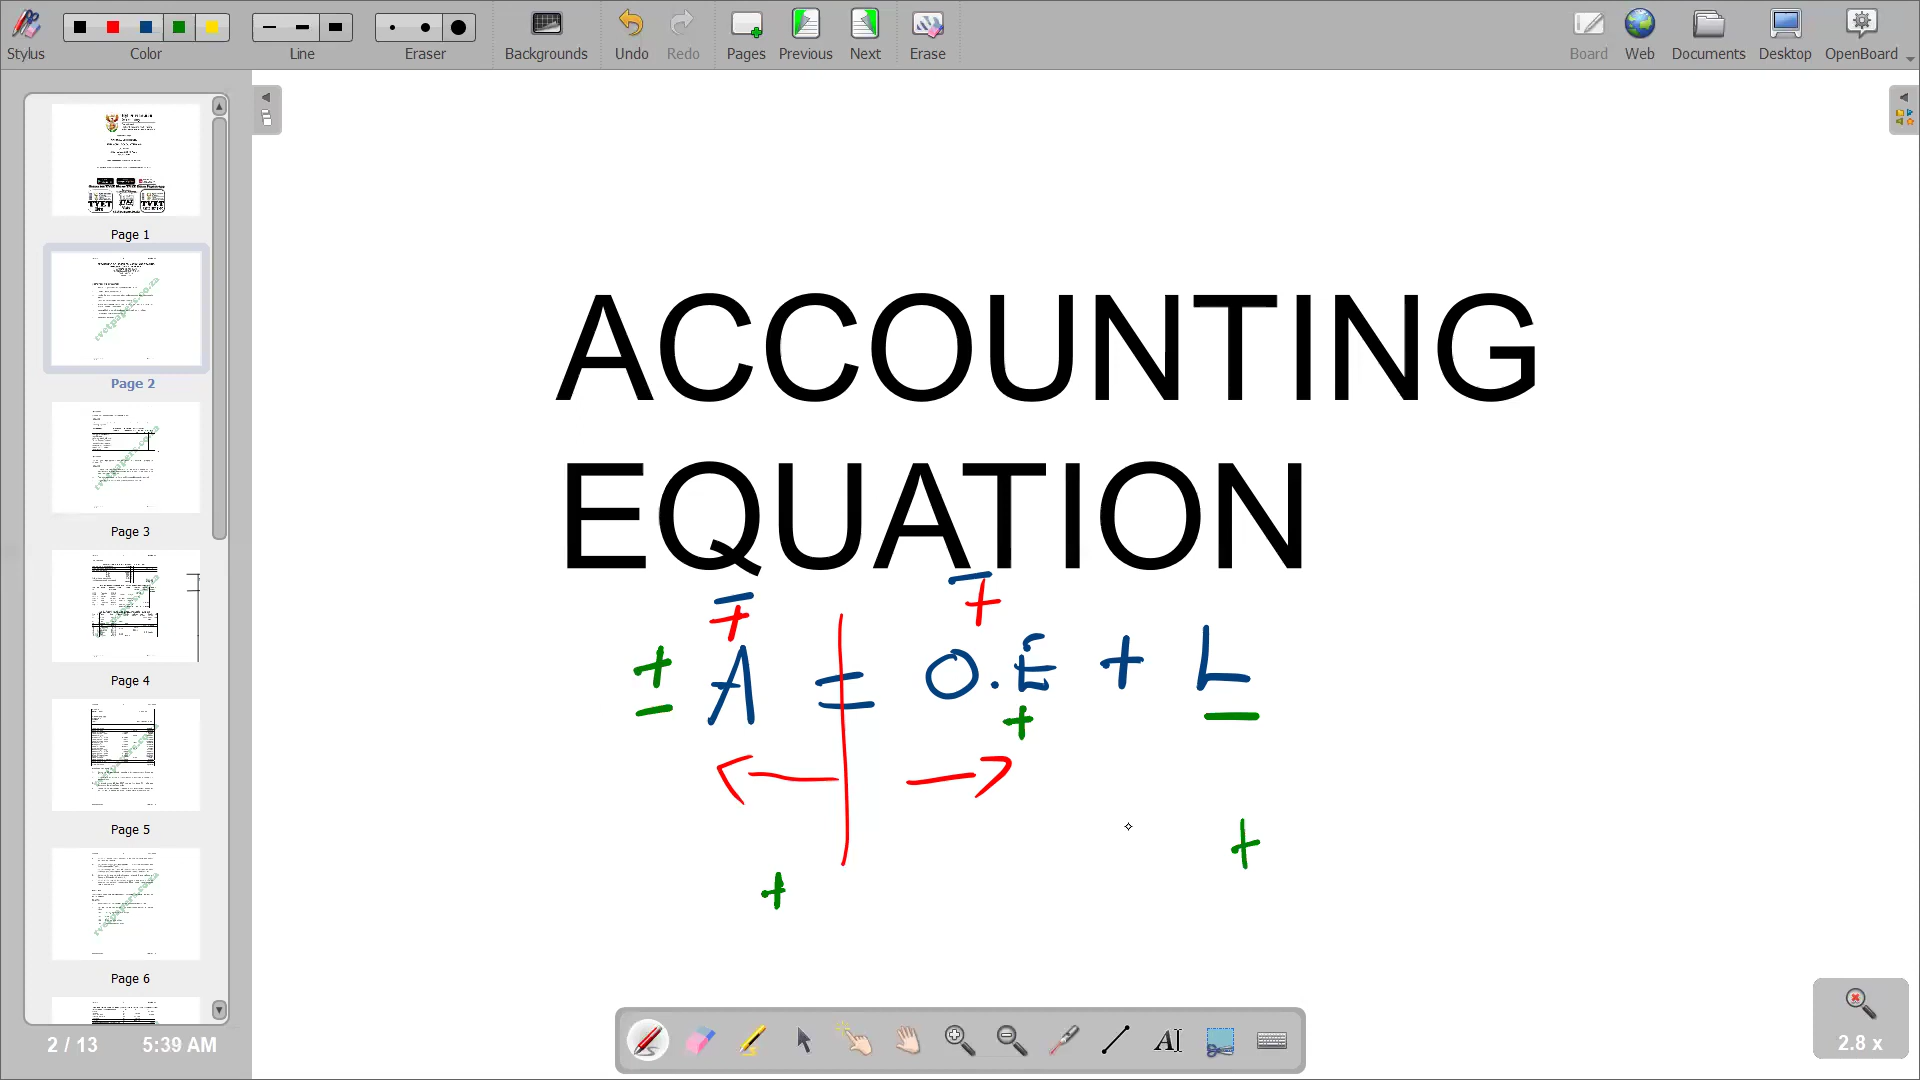 Stylus Color Line Eraser Backgrounds Undo Redo Pages Previous Next Erase Board Web Documents Desktop OpenBoard
Page 1
Page 2
Page 3
Page 4
Page 5
Page 6
2 / 13 5:39 AM
ACCOUNTING
EQUATION
− −
+ +
+ A = O.E + L
− + −
← →
+
+
AI
2.8 x